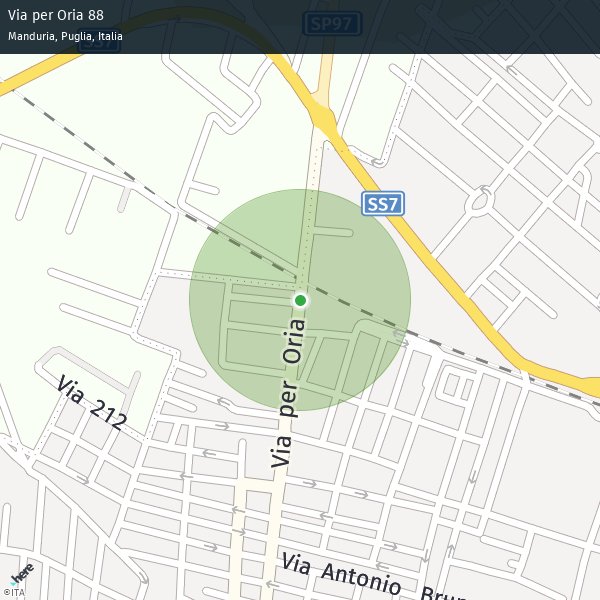 Via per Oria 88
Manduria, Puglia, Italia
SS7
SP97
SS7
Via per Oria
Via 212
Via Antonio Bru
here
©ITA